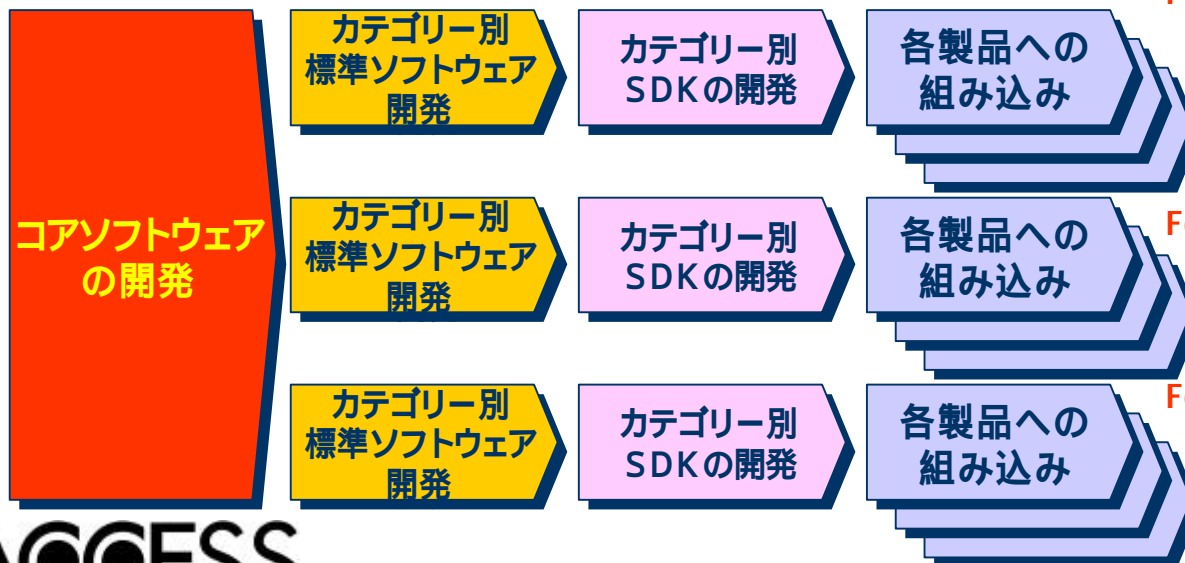 コアソフトウェア
の開発
カテゴリー別
標準ソフトウェア
開発
カテゴリー別
SDKの開発
各製品への
組み込み
カテゴリー別
標準ソフトウェア
開発
カテゴリー別
SDKの開発
各製品への
組み込み
カテゴリー別
標準ソフトウェア
開発
カテゴリー別
SDKの開発
各製品への
組み込み
ACCESS